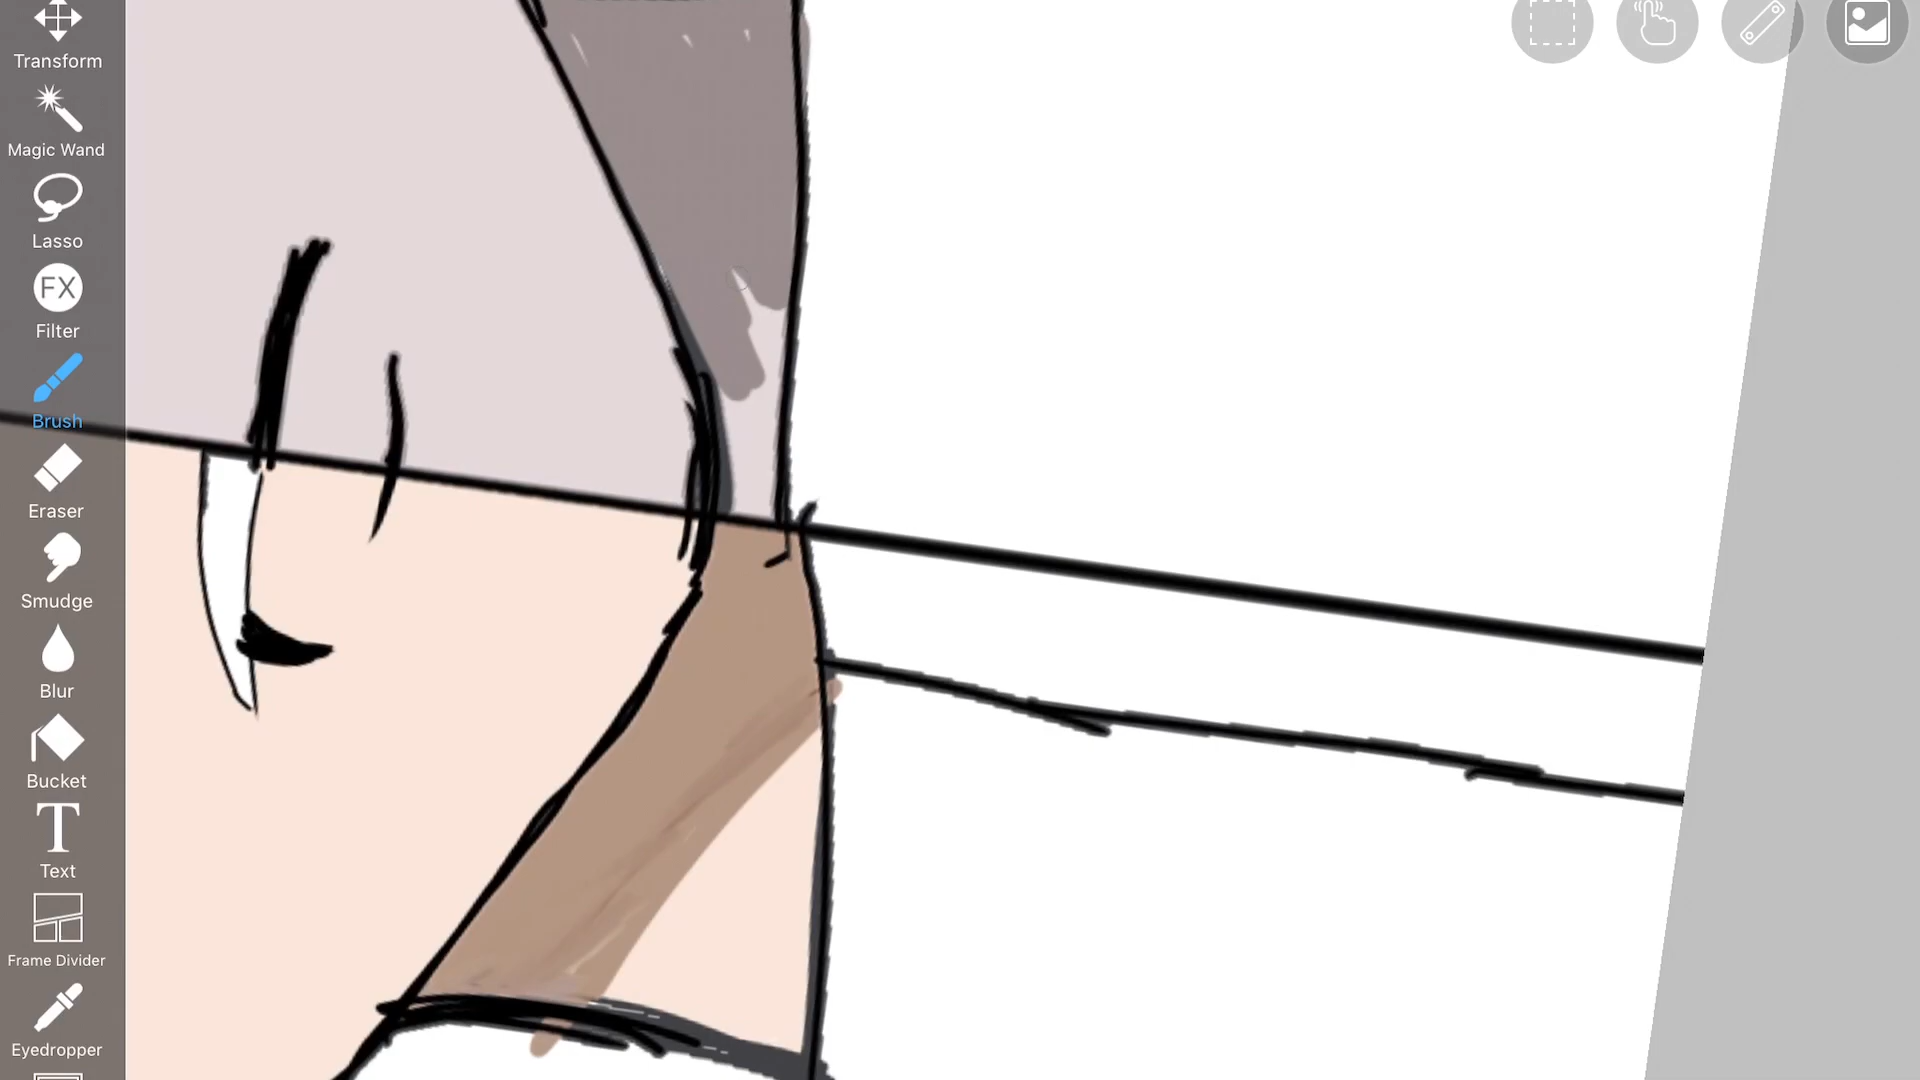 Transform
Magic Wand
Lasso
FX
Filter
Brush
Eraser
Smudge
Blur
Bucket
T
Text
Frame Divider
Eyedropper